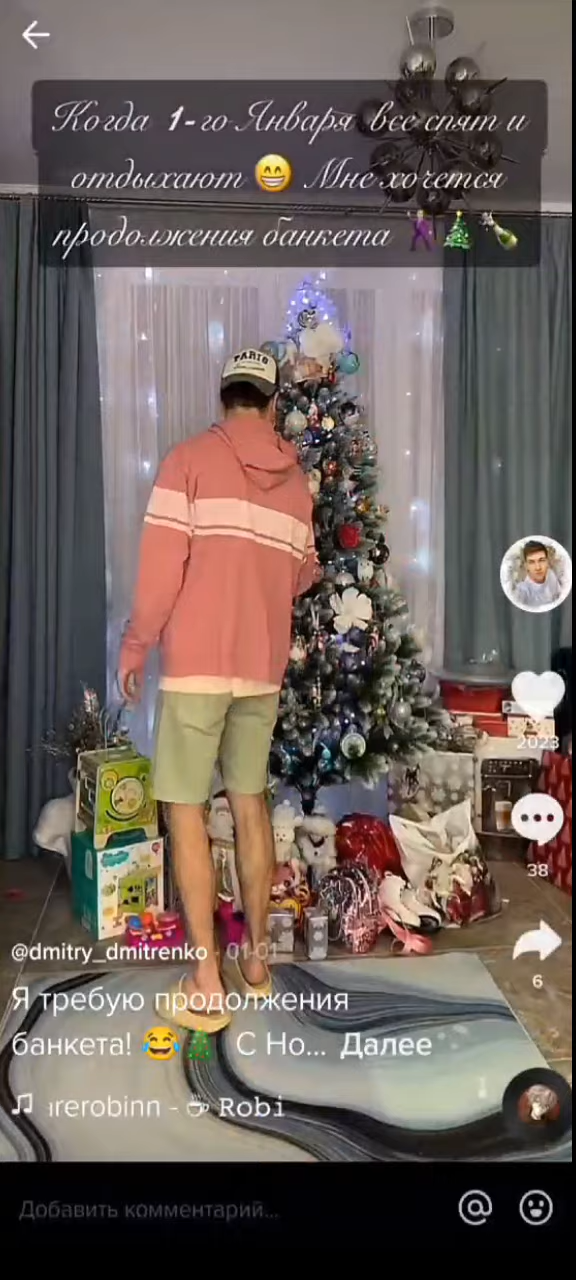 Когда 1-го Января все спят и
отдыхают 😁 Мне хочется
продолжения банкета 🕺🎄🍾
PARIS
2023
38
@dmitry_dmitrenko · 01-01
6
Я требую продолжения
банкета! 😂🎄 С Но... Далее
rerobinn - ☕ Robi
Добавить комментарий...